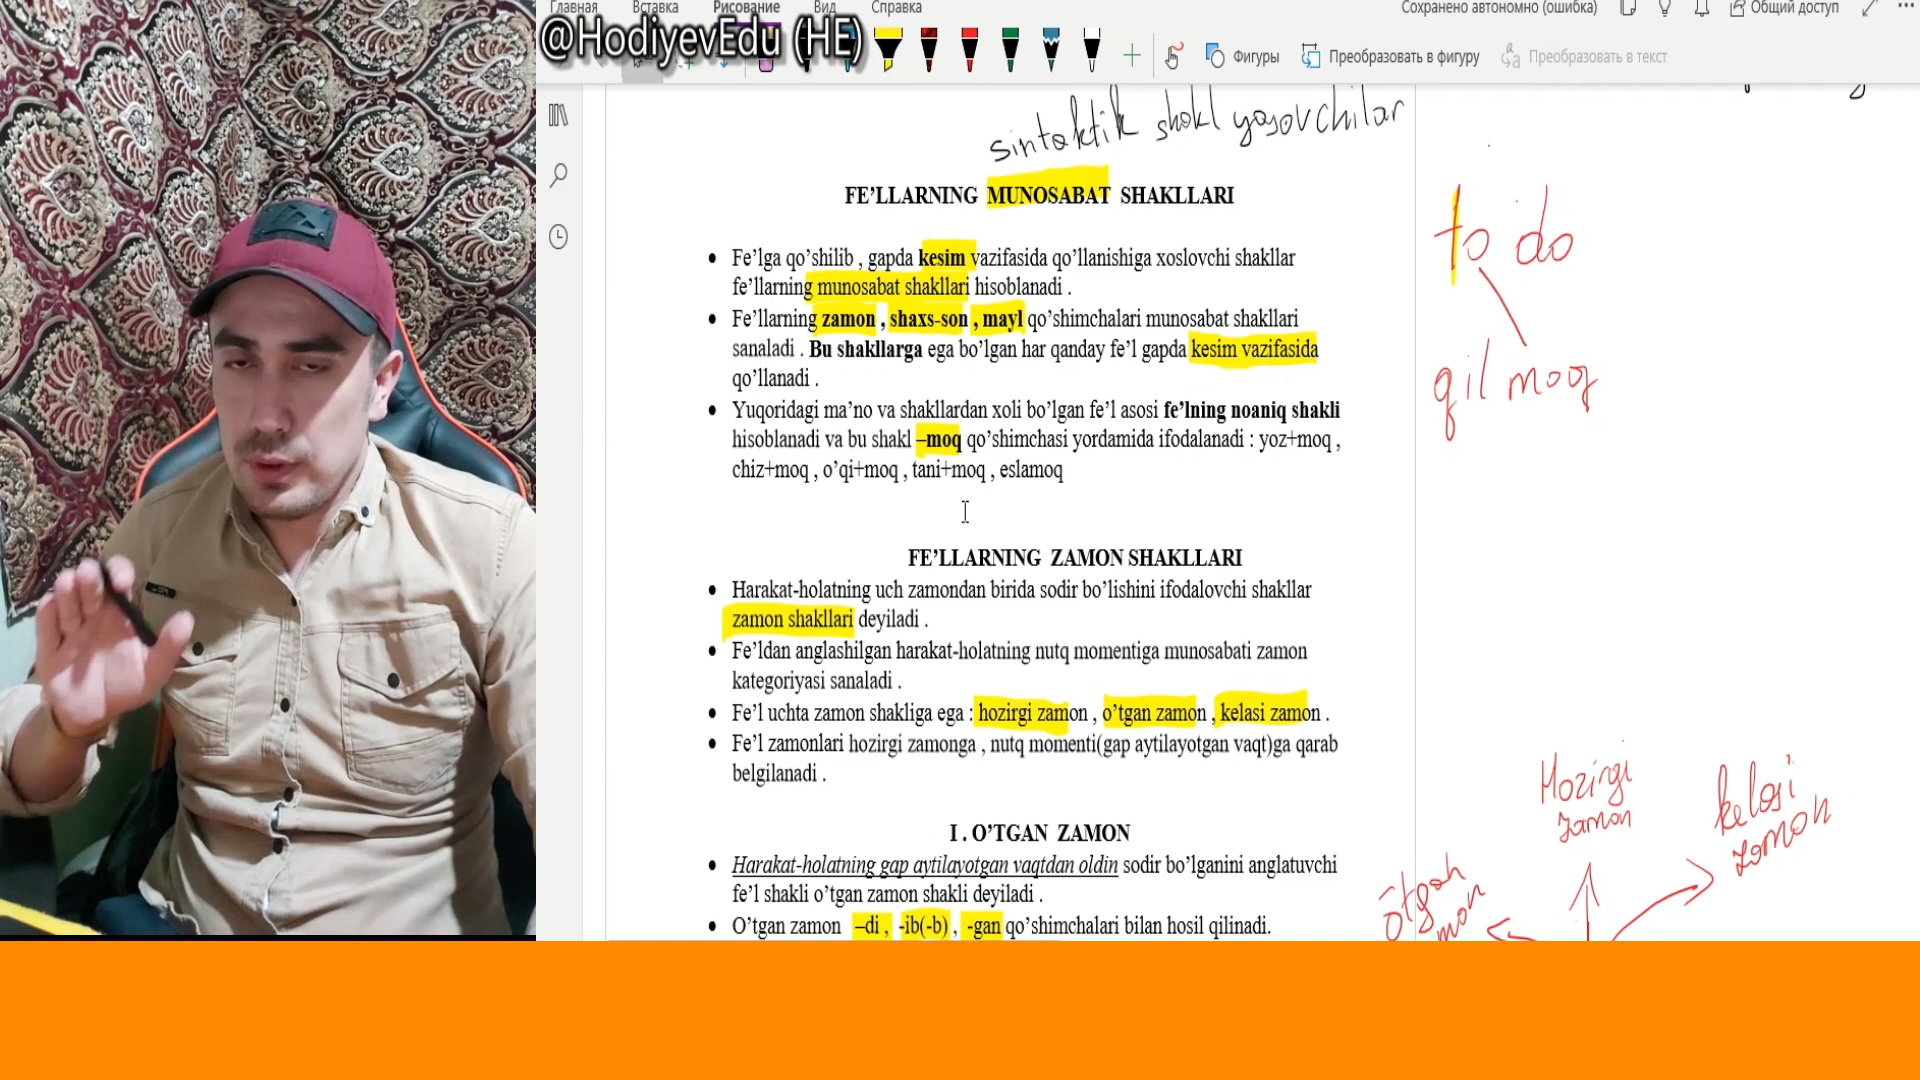 Главная Вставка Рисование Вид Справка Сохранено автономно (ошибка) Общий доступ
@HodiyevEdu (HE)
Фигуры Преобразовать в фигуру Преобразовать в текст
sintaktik shakl yasovchilar
FE’LLARNING MUNOSABAT SHAKLLARI
• Fe’lga qo’shilib , gapda kesim vazifasida qo’llanishiga xoslovchi shakllar
fe’llarning munosabat shakllari hisoblanadi .
• Fe’llarning zamon , shaxs-son , mayl qo’shimchalari munosabat shakllari
sanaladi . Bu shakllarga ega bo’lgan har qanday fe’l gapda kesim vazifasida
qo’llanadi .
• Yuqoridagi ma’no va shakllardan xoli bo’lgan fe’l asosi fe’lning noaniq shakli
hisoblanadi va bu shakl –moq qo’shimchasi yordamida ifodalanadi : yoz+moq ,
chiz+moq , o’qi+moq , tani+moq , eslamoq
to do
qilmoq
FE’LLARNING ZAMON SHAKLLARI
• Harakat-holatning uch zamondan birida sodir bo’lishini ifodalovchi shakllar
zamon shakllari deyiladi .
• Fe’ldan anglashilgan harakat-holatning nutq momentiga munosabati zamon
kategoriyasi sanaladi .
• Fe’l uchta zamon shakliga ega : hozirgi zamon , o’tgan zamon , kelasi zamon .
• Fe’l zamonlari hozirgi zamonga , nutq momenti(gap aytilayotgan vaqt)ga qarab
belgilanadi .
I . O’TGAN ZAMON
• Harakat-holatning gap aytilayotgan vaqtdan oldin sodir bo’lganini anglatuvchi
fe’l shakli o’tgan zamon shakli deyiladi .
• O’tgan zamon –di , -ib(-b) , -gan qo’shimchalari bilan hosil qilinadi.
Hozirgi
zamon
kelasi
zamon
o'tgan